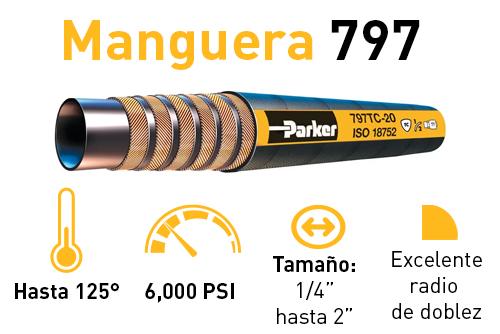 Manguera 797
Parker
797TC-20
ISO 18752
Hasta 125°
6,000 PSI
Tamaño:
1/4”
hasta 2”
Excelente
radio
de doblez